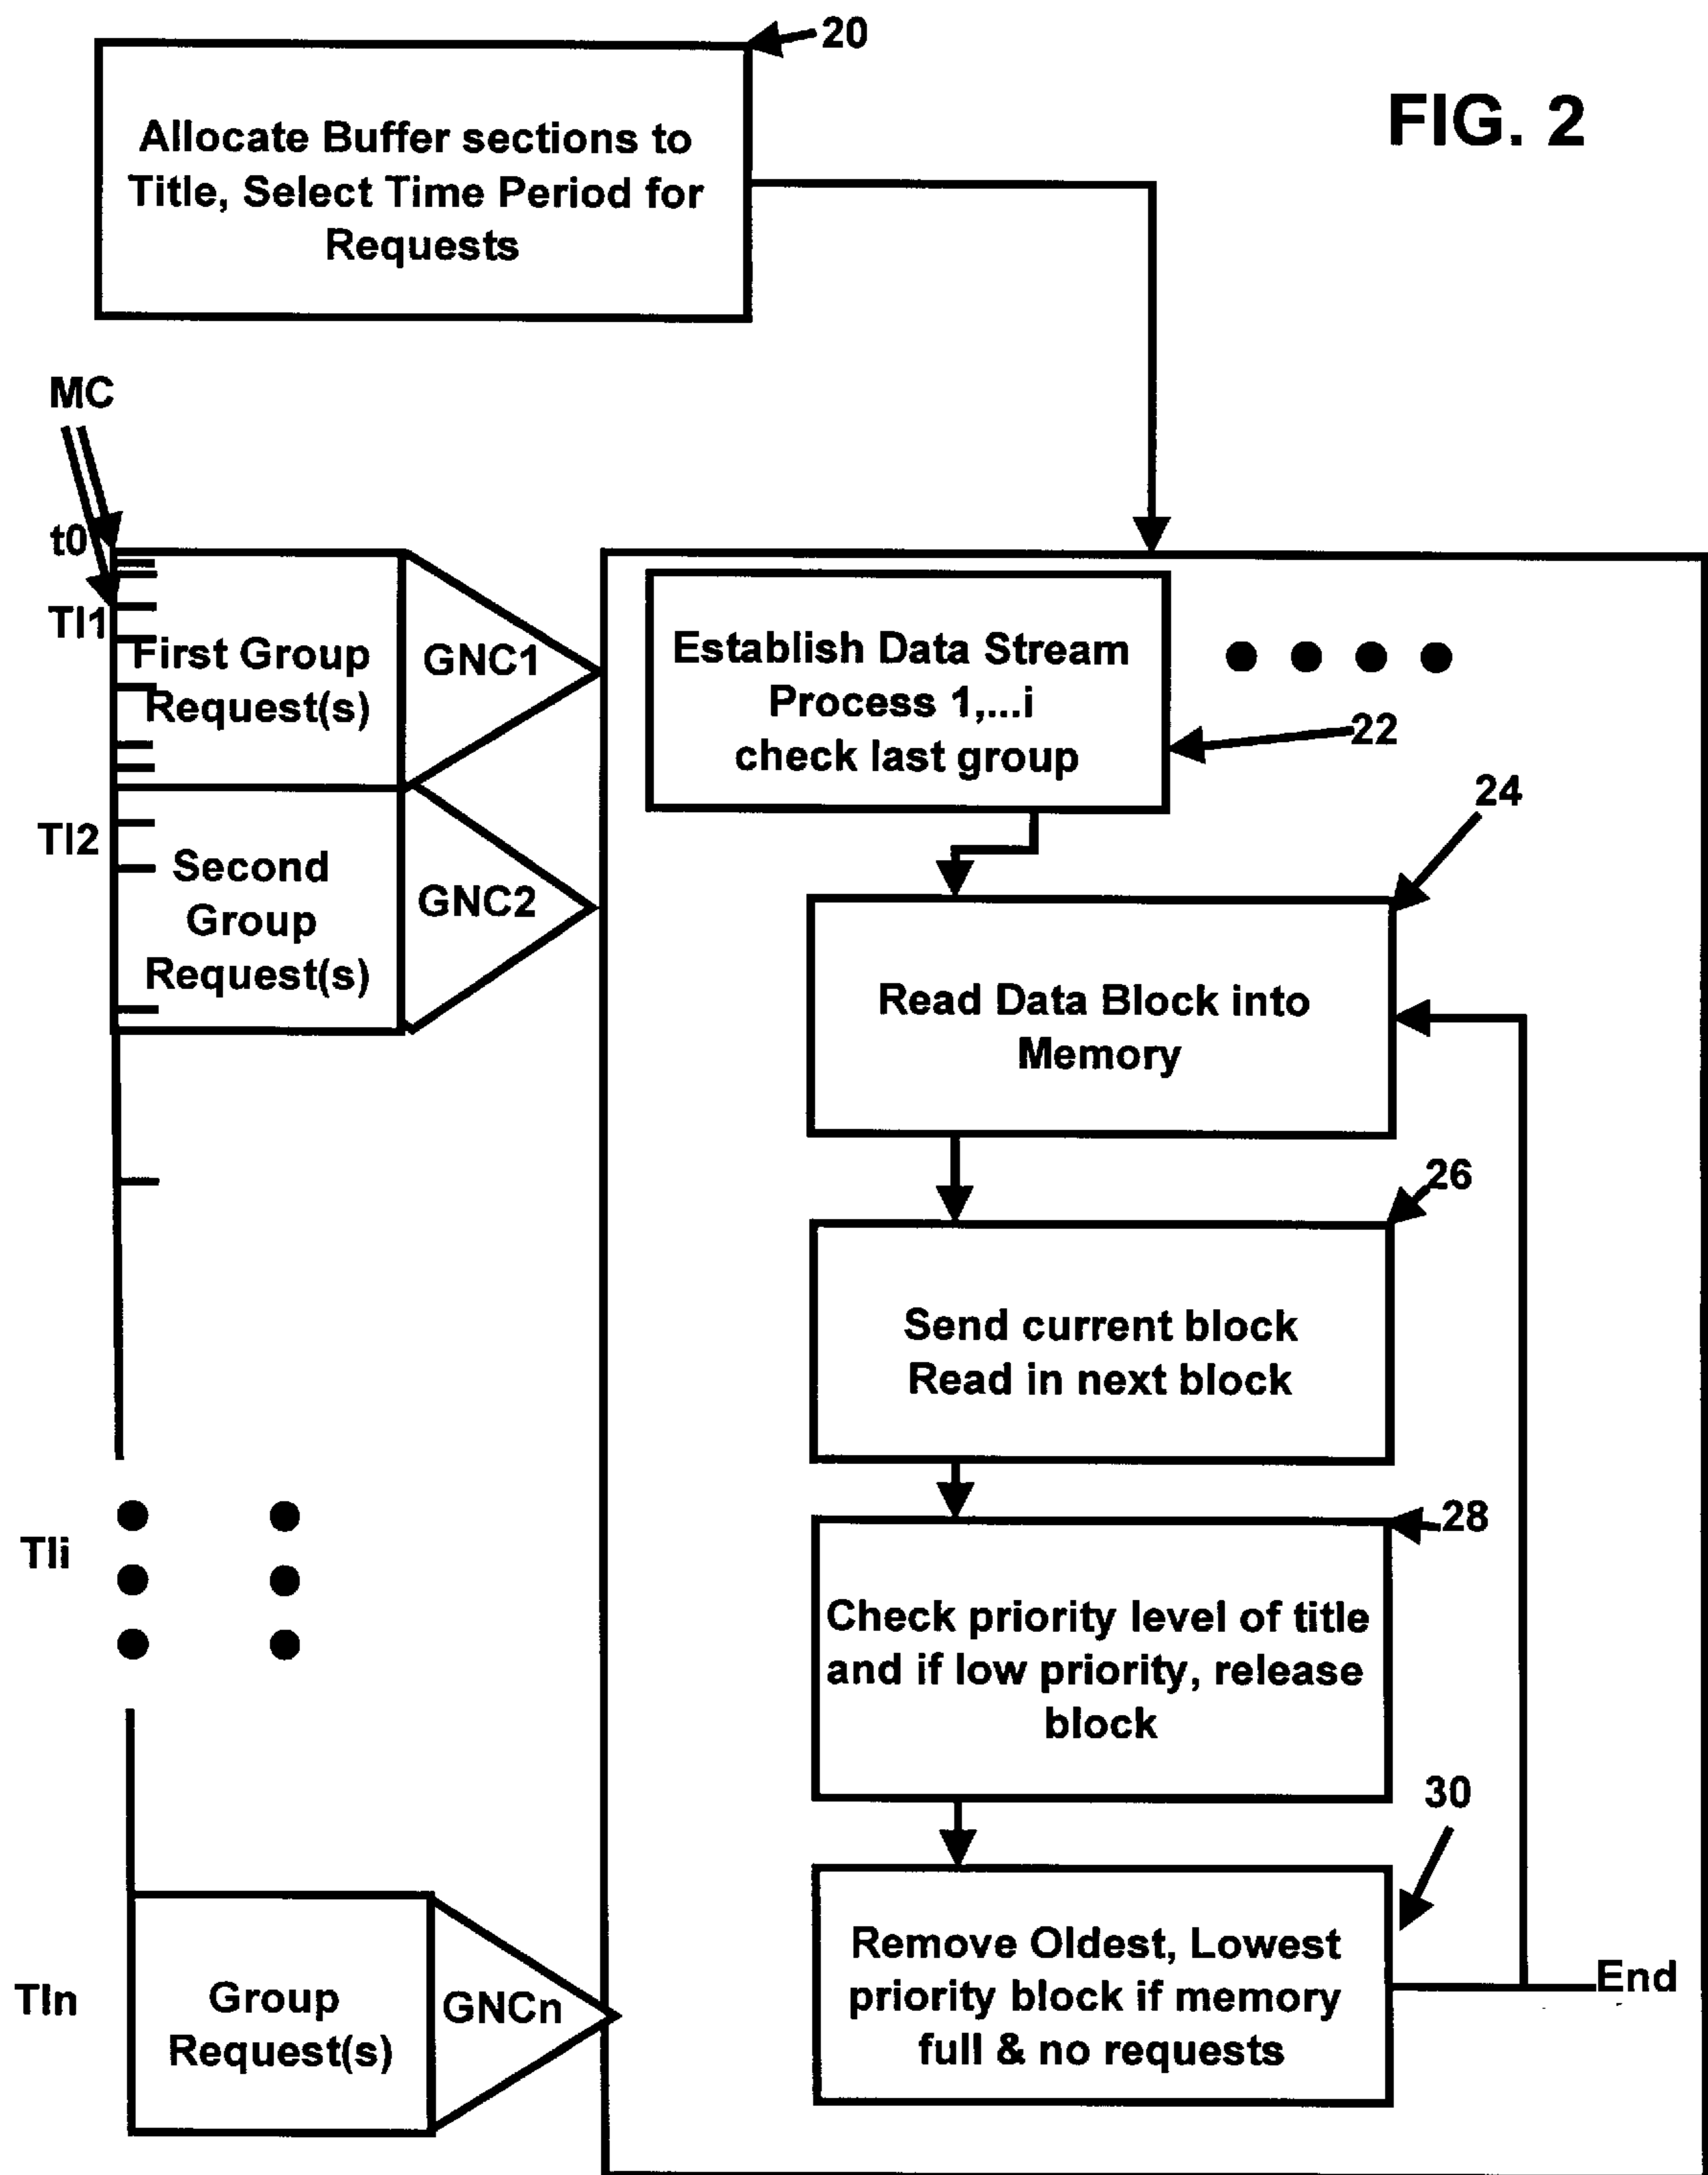 20
FIG. 2
Allocate Buffer sections to
Title, Select Time Period for
Requests
MC
t0
TI1
First Group
Request(s)
GNC1
Establish Data Stream
Process 1,...i
check last group
22
24
TI2
Second
Group
Request(s)
GNC2
Read Data Block into
Memory
26
Send current block
Read in next block
28
TIi
Check priority level of title
and if low priority, release
block
30
TIn
Group
Request(s)
GNCn
Remove Oldest, Lowest
priority block if memory
full & no requests
End